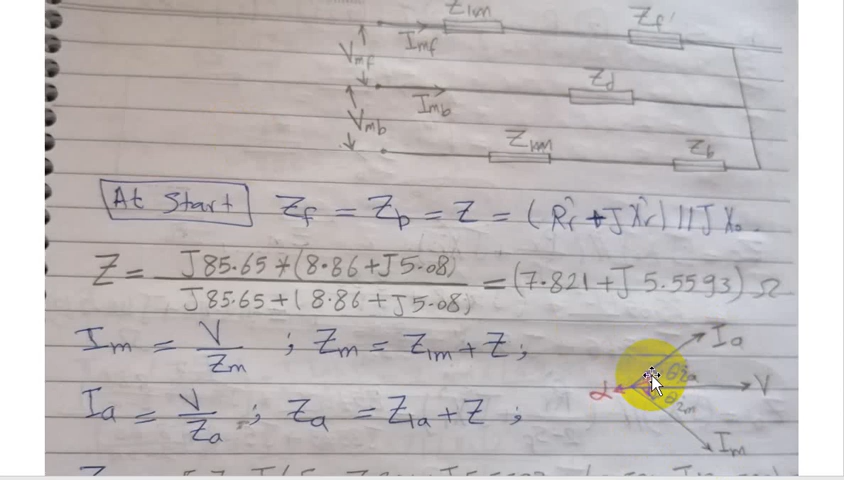 Z1m
Zf'
Imf
Vmf
Zd
Imb
Vmb
Z1m
Zb
At Start Zf = Zb = Z = (Rr' + JXr') || JXo
Z = J85.65 * (8.86 + J5.08) / J85.65 + (8.86 + J5.08) = (7.821 + J5.5593) Ω
Im = V / Zm ; Zm = Z1m + Z ;
Ia = V / Za ; Za = Z1a + Z ;
Ia
α
V
Im